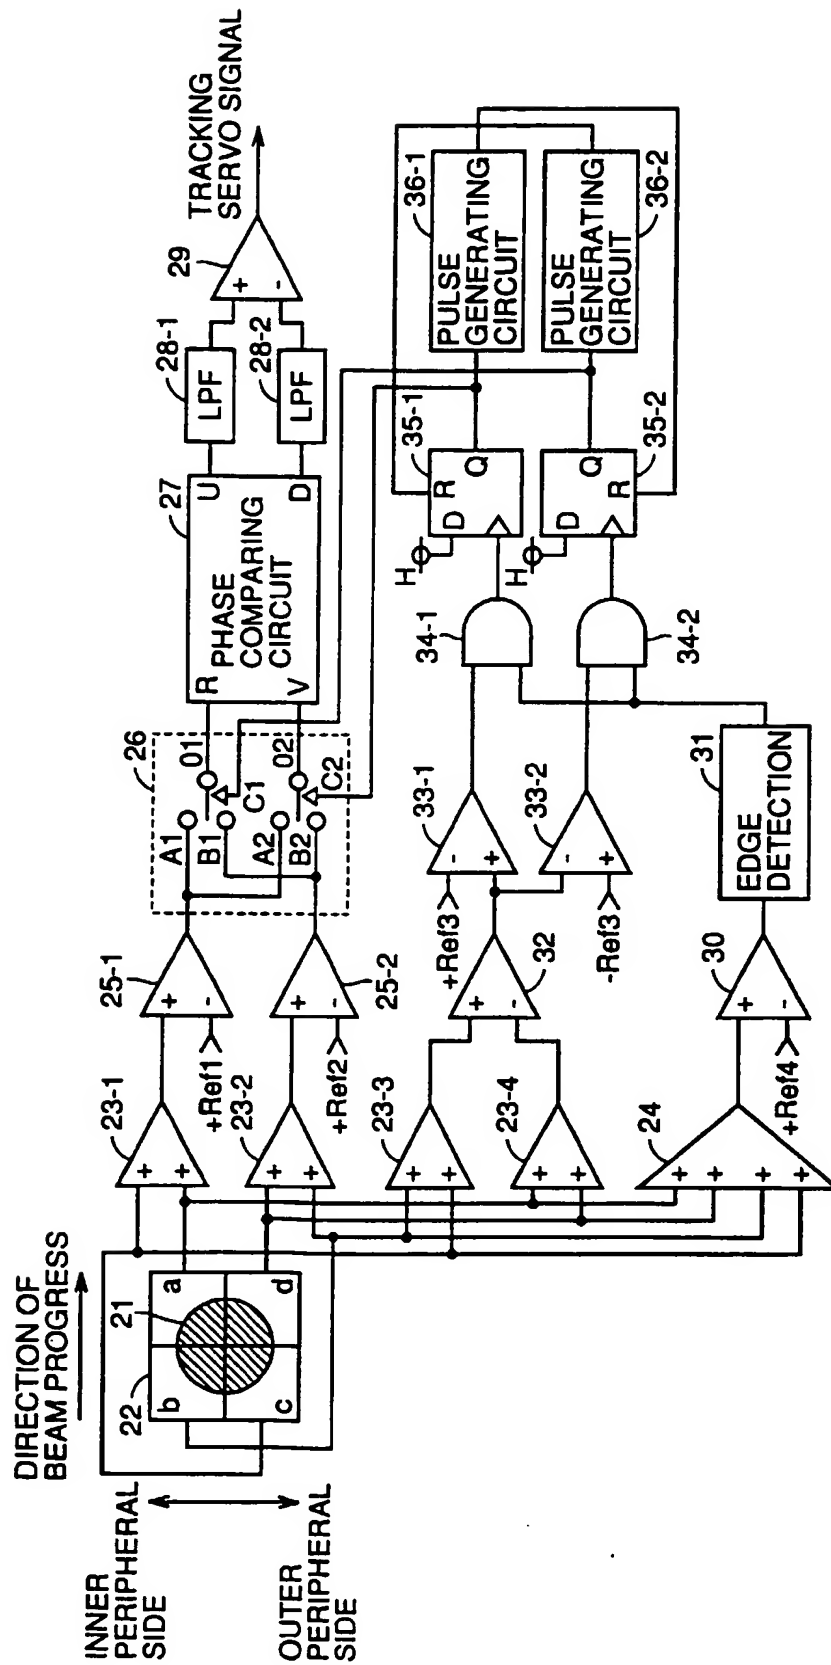 DIRECTION OF
BEAM PROGRESS
INNER
PERIPHERAL
SIDE
OUTER
PERIPHERAL
SIDE
22
21
b
a
c
d
23-1
+
+
23-2
+
+
23-3
+
+
23-4
+
+
24
+
+
+
+
25-1
+
-
+Ref1
25-2
+
-
+Ref2
26
A1
B1
A2
B2
01
C1
02
C2
27
R
V
PHASE
COMPARING
CIRCUIT
U
D
28-1
LPF
28-2
LPF
29
+
-
TRACKING
SERVO SIGNAL
32
+
-
33-1
-
+
+Ref3
33-2
-
+
-Ref3
30
+
-
+Ref4
31
EDGE
DETECTION
34-1
34-2
H
D
R
Q
35-1
H
D
Q
R
35-2
36-1
PULSE
GENERATING
CIRCUIT
PULSE
GENERATING
CIRCUIT
36-2